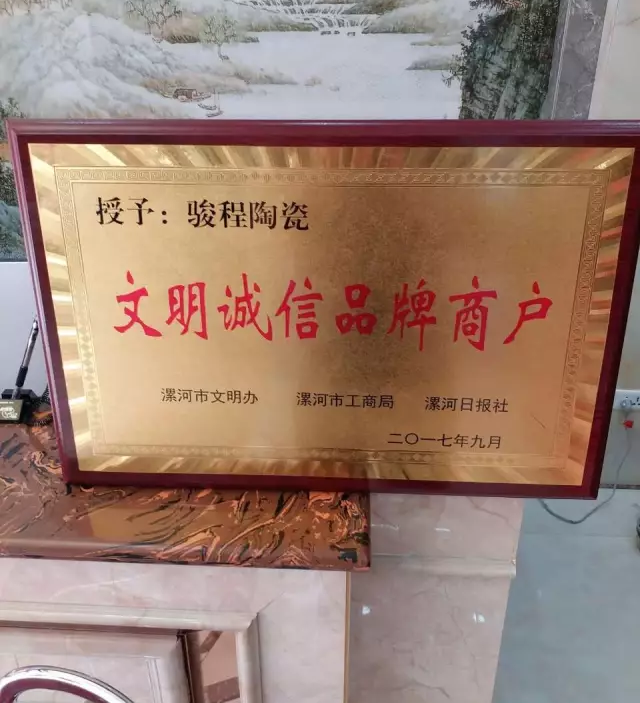 授予：骏程陶瓷
文明诚信品牌商户
漯河市文明办 漯河市工商局 漯河日报社
二〇一七年九月